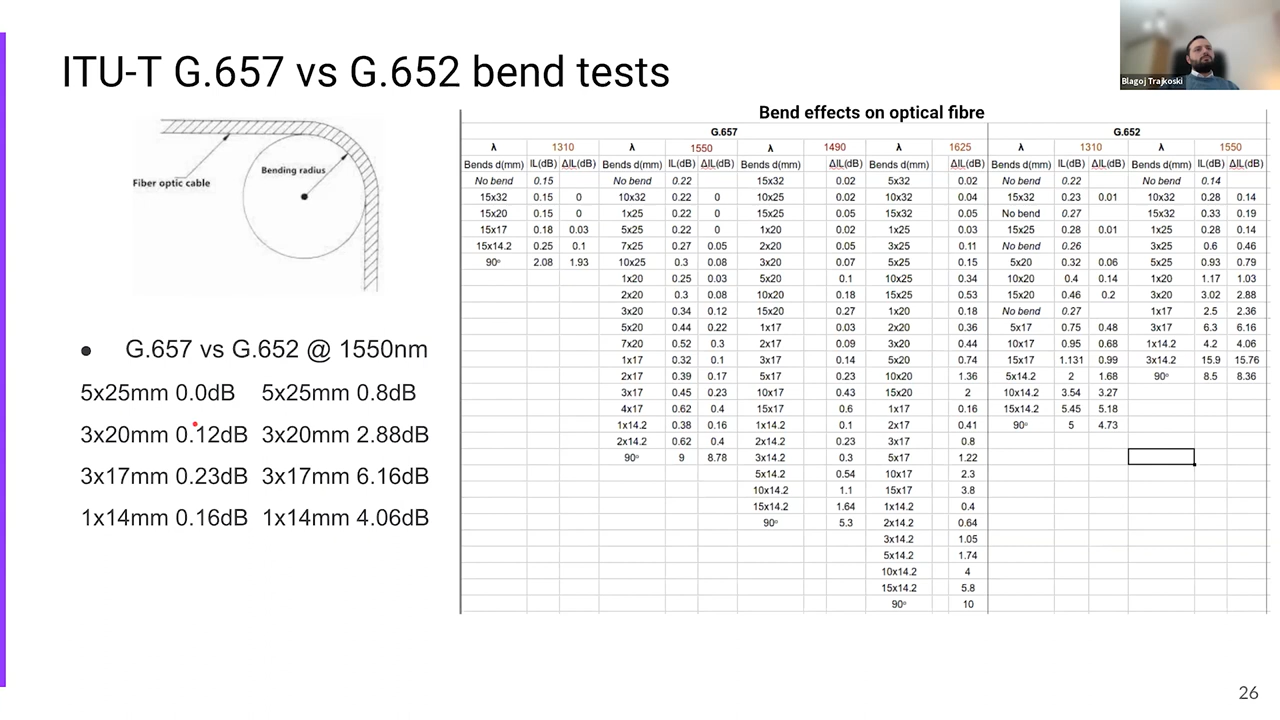 Blagoj Trajkoski
ITU-T G.657 vs G.652 bend tests
Fiber optic cable
Bending radius
● G.657 vs G.652 @ 1550nm
5x25mm 0.0dB 5x25mm 0.8dB
3x20mm 0.12dB 3x20mm 2.88dB
3x17mm 0.23dB 3x17mm 6.16dB
1x14mm 0.16dB 1x14mm 4.06dB
Bend effects on optical fibre
G.657 G.652
λ 1310 λ 1550 λ 1490 λ 1625 λ 1310 λ 1550
Bends d(mm) IL(dB) ΔIL(dB) Bends d(mm) IL(dB) ΔIL(dB) Bends d(mm) ΔIL(dB) Bends d(mm) ΔIL(dB) Bends d(mm) IL(dB) ΔIL(dB) Bends d(mm) IL(dB) ΔIL(dB)
No bend 0.15 No bend 0.22 15x32 0.02 5x32 0.02 No bend 0.22 No bend 0.14
15x32 0.15 0 10x32 0.22 0 10x25 0.02 10x32 0.04 15x32 0.23 0.01 10x32 0.28 0.14
15x20 0.15 0 1x25 0.22 0 15x25 0.05 15x32 0.05 No bend 0.27 15x32 0.33 0.19
15x17 0.18 0.03 5x25 0.22 0 1x20 0.02 1x25 0.03 15x25 0.28 0.01 1x25 0.28 0.14
15x14.2 0.25 0.1 7x25 0.27 0.05 2x20 0.05 3x25 0.11 No bend 0.26 3x25 0.6 0.46
90° 2.08 1.93 10x25 0.3 0.08 3x20 0.07 5x25 0.15 5x20 0.32 0.06 5x25 0.93 0.79
1x20 0.25 0.03 5x20 0.1 10x25 0.34 10x20 0.4 0.14 1x20 1.17 1.03
2x20 0.3 0.08 10x20 0.18 15x25 0.53 15x20 0.46 0.2 3x20 3.02 2.88
3x20 0.34 0.12 15x20 0.27 1x20 0.18 No bend 0.27 1x17 2.5 2.36
5x20 0.44 0.22 1x17 0.03 2x20 0.36 5x17 0.75 0.48 3x17 6.3 6.16
7x20 0.52 0.3 2x17 0.09 3x20 0.44 10x17 0.95 0.68 1x14.2 4.2 4.06
1x17 0.32 0.1 3x17 0.14 5x20 0.74 15x17 1.131 0.99 3x14.2 15.9 15.76
2x17 0.39 0.17 5x17 0.23 10x20 1.36 5x14.2 2 1.68 90° 8.5 8.36
3x17 0.45 0.23 10x17 0.43 15x20 2 10x14.2 3.54 3.27
4x17 0.62 0.4 15x17 0.6 1x17 0.16 15x14.2 5.45 5.18
1x14.2 0.38 0.16 1x14.2 0.1 2x17 0.41 90° 5 4.73
2x14.2 0.62 0.4 2x14.2 0.23 3x17 0.8
90° 9 8.78 3x14.2 0.3 5x17 1.22
5x14.2 0.54 10x17 2.3
10x14.2 1.1 15x17 3.8
15x14.2 1.64 1x14.2 0.4
90° 5.3 2x14.2 0.64
3x14.2 1.05
5x14.2 1.74
10x14.2 4
15x14.2 5.8
90° 10
26